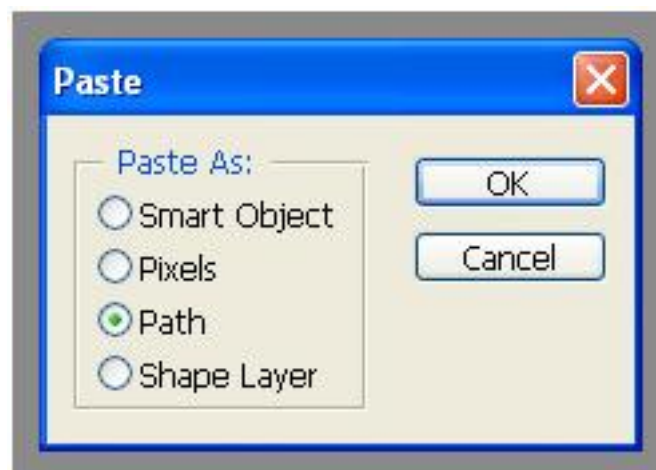 Paste
Paste As:
Smart Object
Pixels
Path
Shape Layer
OK
Cancel